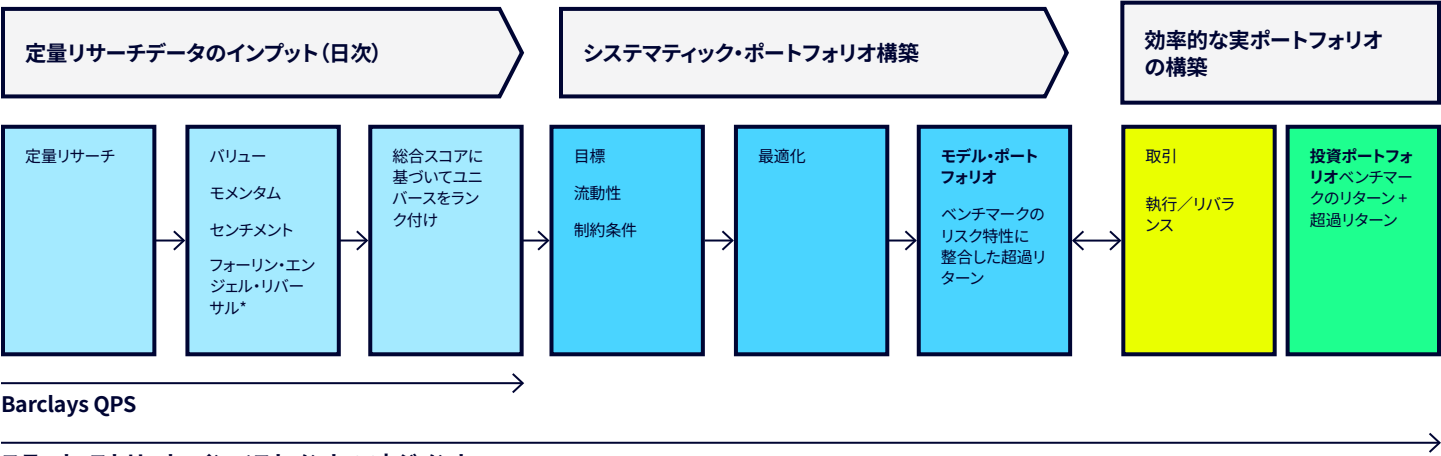 定量リサーチデータのインプット（日次）
システマティック・ポートフォリオ構築
効率的な実ポートフォリオ
の構築
定量リサーチ
バリュー
モメンタム
センチメント
フォーリン・エン
ジェル・リバー
サル*
総合スコアに
基づいてユニ
バースをラン
ク付け
目標
流動性
制約条件
最適化
モデル・ポート
フォリオ
ベンチマークの
リスク特性に
整合した超過リ
ターン
取引
執行／リバラ
ンス
投資ポートフォ
リオベンチマー
クのリターン +
超過リターン
Barclays QPS